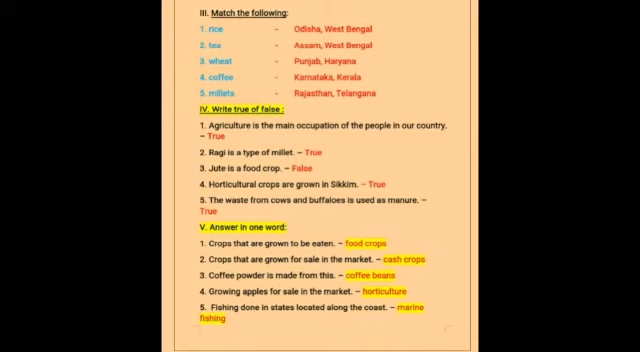 III. Match the following:
1. rice - Odisha, West Bengal
2. tea - Assam, West Bengal
3. wheat - Punjab, Haryana
4. coffee - Karnataka, Kerala
5. millets - Rajasthan, Telangana
IV. Write true of false :
1. Agriculture is the main occupation of the people in our country.
– True
2. Ragi is a type of millet. – True
3. Jute is a food crop. – False
4. Horticultural crops are grown in Sikkim. – True
5. The waste from cows and buffaloes is used as manure. –
True
V. Answer in one word:
1. Crops that are grown to be eaten. – food crops
2. Crops that are grown for sale in the market. – cash crops
3. Coffee powder is made from this. – coffee beans
4. Growing apples for sale in the market. – horticulture
5. Fishing done in states located along the coast. – marine
fishing